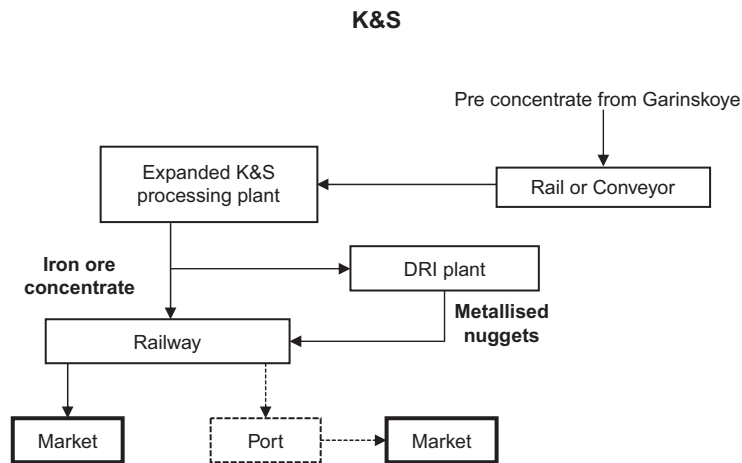 K&S
Pre concentrate from Garinskoye
Expanded K&S
processing plant
Rail or Conveyor
Iron ore
concentrate
DRI plant
Metallised
nuggets
Railway
Market
Port
Market